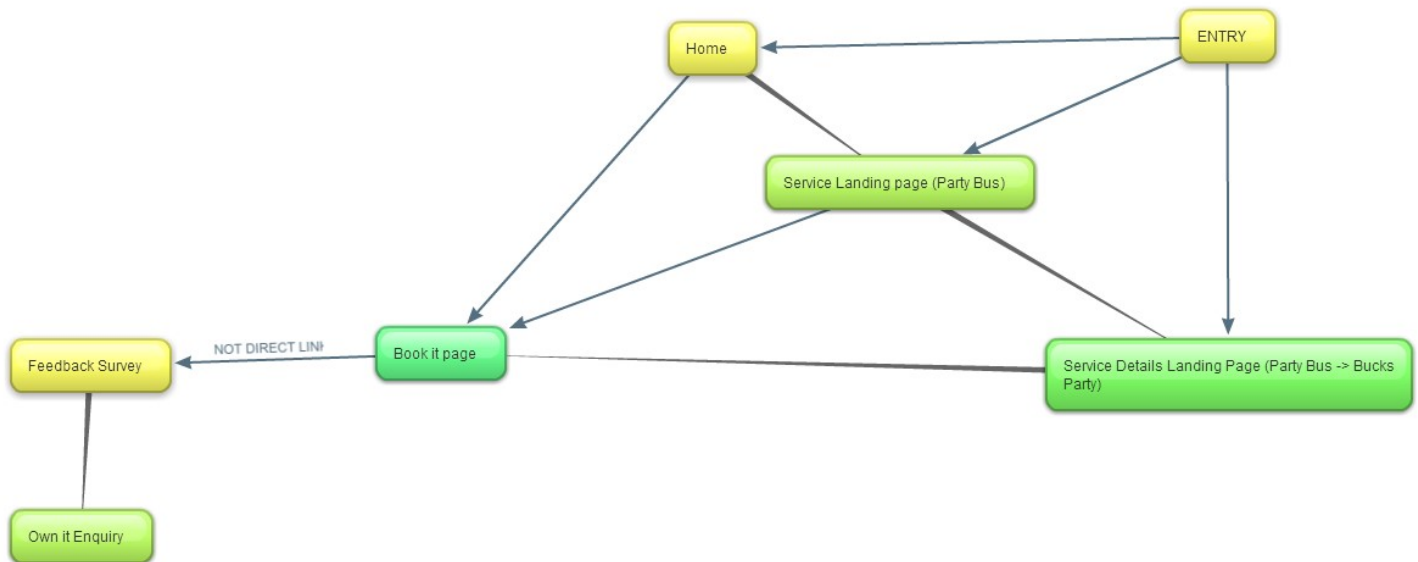 ENTRY
Home
Service Landing page (Party Bus)
NOT DIRECT LIN
Book it page
Feedback Survey
Service Details Landing Page (Party Bus -> Bucks
Party)
Own it Enquiry